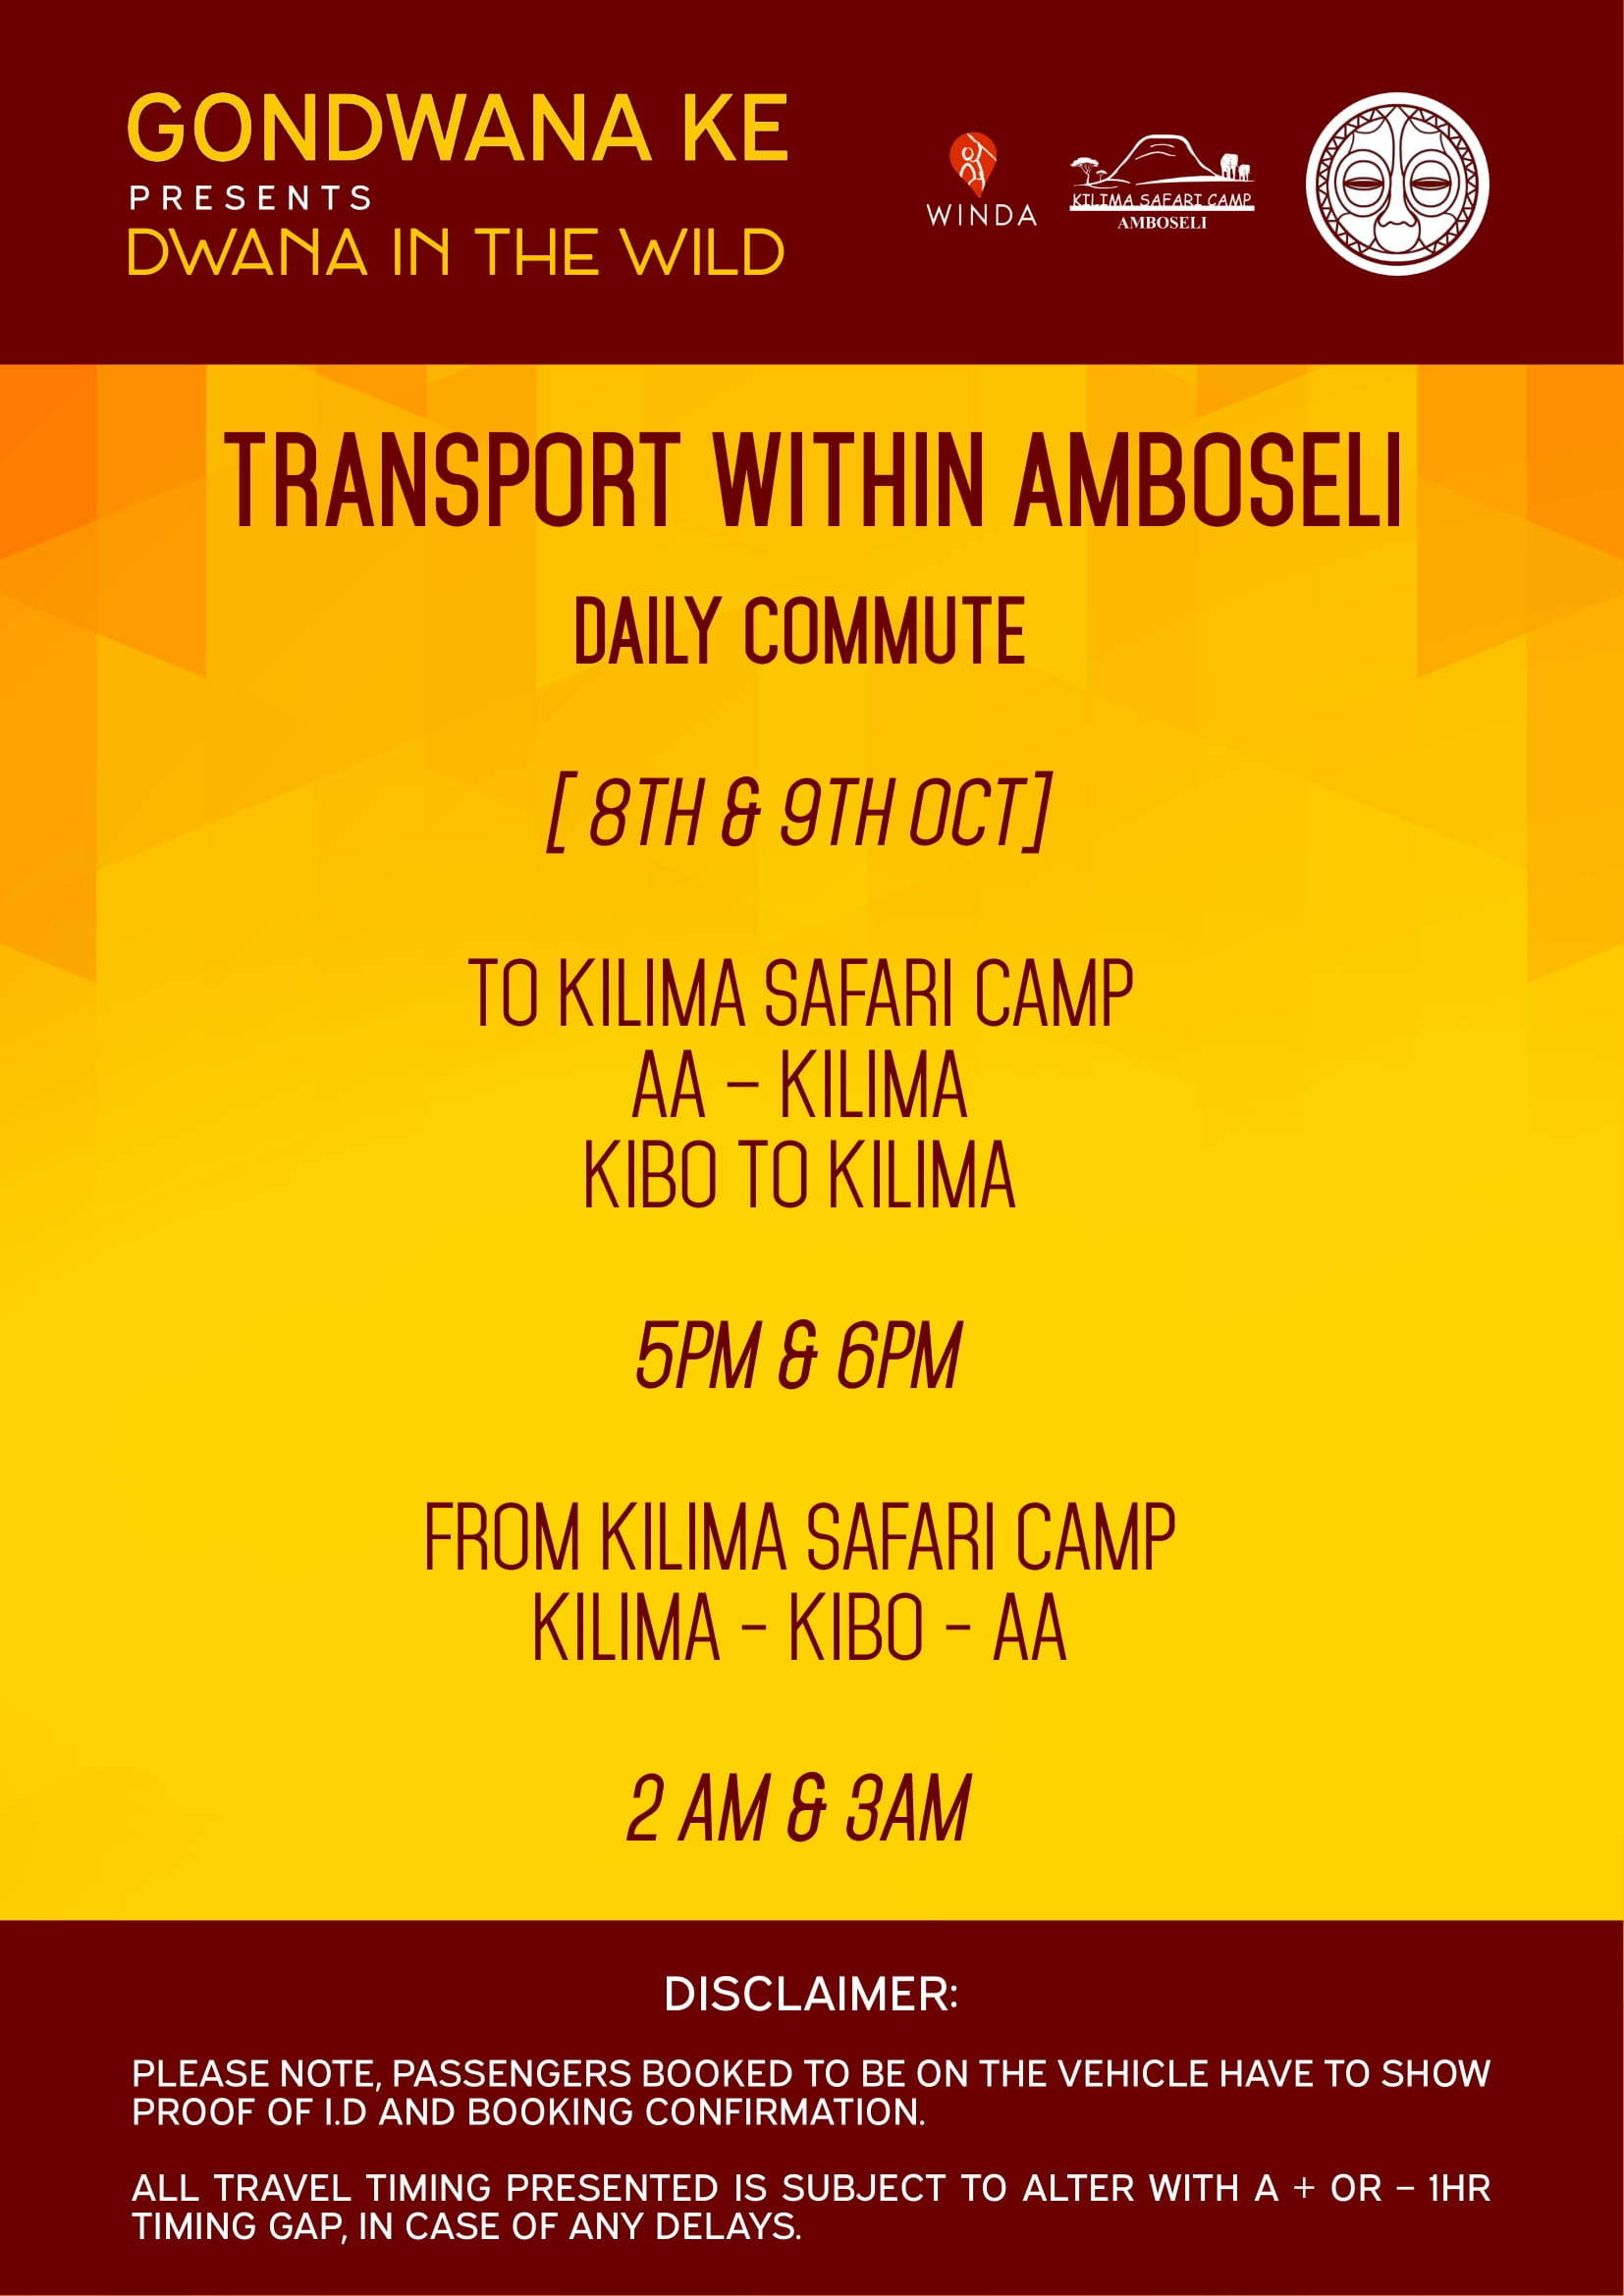 GONDWANA KE
PRESENTS
DWANA IN THE WILD
WINDA
KILIMA SAFARI CAMP
AMBOSELI
TRANSPORT WITHIN AMBOSELI
DAILY COMMUTE
[ 8TH & 9TH OCT]
TO KILIMA SAFARI CAMP
AA – KILIMA
KIBO TO KILIMA
5PM & 6PM
FROM KILIMA SAFARI CAMP
KILIMA - KIBO - AA
2 AM & 3AM
DISCLAIMER:
PLEASE NOTE, PASSENGERS BOOKED TO BE ON THE VEHICLE HAVE TO SHOW
PROOF OF I.D AND BOOKING CONFIRMATION.
ALL TRAVEL TIMING PRESENTED IS SUBJECT TO ALTER WITH A + OR – 1HR
TIMING GAP, IN CASE OF ANY DELAYS.